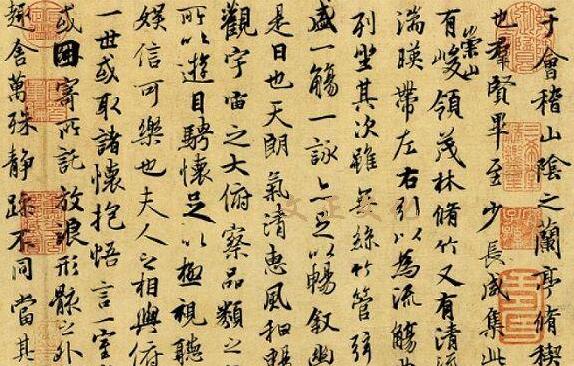 于會稽山陰之蘭亭脩稧
也羣賢畢至少長咸集此
有崇山峻領茂林脩竹又有清流
湍暎帶左右引以為流觴
列坐其次雖無絲竹管弦
盛一觴一詠亦足以暢敘幽
是日也天朗氣清惠風和暢
觀宇宙之大俯察品類之
所以遊目騁懷足以極視聽
娛信可樂也夫人之相與俯
一世或取諸懷抱悟言一室
或因寄所託放浪形骸之外
趣舍萬殊静躁不同當其